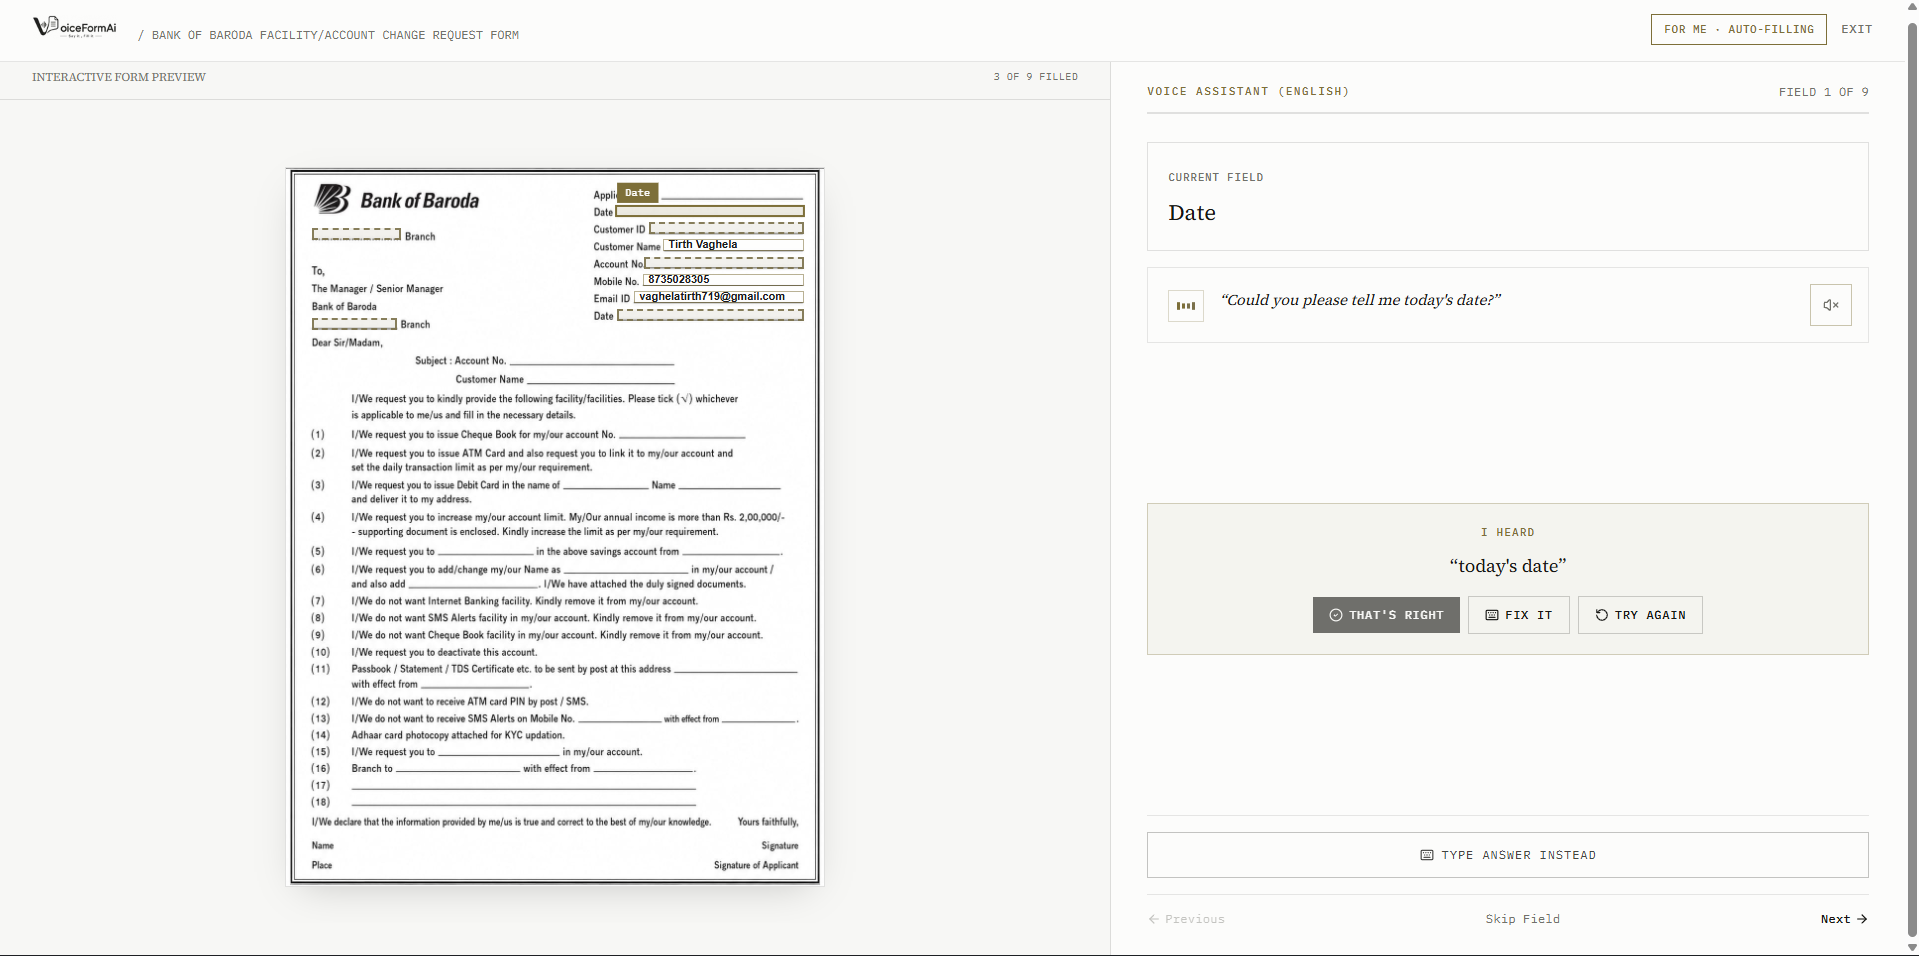 VoiceFormAi
/ BANK OF BARODA FACILITY/ACCOUNT CHANGE REQUEST FORM
FOR ME · AUTO-FILLING
EXIT
INTERACTIVE FORM PREVIEW
3 OF 9 FILLED
Bank of Baroda
Branch
Date
Date
Customer ID
Customer Name Tirth Vaghela
Account No.
Mobile No. 8735028305
Email ID vaghelatirth719@gmail.com
Date
To,
The Manager / Senior Manager
Bank of Baroda
Branch
Dear Sir/Madam,
Subject : Account No.
Customer Name
I/We request you to kindly provide the following facility/facilities. Please tick (√) whichever
is applicable to me/us and fill in the necessary details.
(1) I/We request you to issue Cheque Book for my/our account No.
(2) I/We request you to issue ATM Card and also request you to link it to my/our account and
set the daily transaction limit as per my/our requirement.
(3) I/We request you to issue Debit Card in the name of Name
and deliver it to my address.
(4) I/We request you to increase my/our account limit. My/Our annual income is more than Rs. 2,00,000/-
- supporting document is enclosed. Kindly increase the limit as per my/our requirement.
(5) I/We request you to in the above savings account from .
(6) I/We request you to add/change my/our Name as in my/our account /
and also add . I/We have attached the duly signed documents.
(7) I/We do not want Internet Banking facility. Kindly remove it from my/our account.
(8) I/We do not want SMS Alerts facility in my/our account. Kindly remove it from my/our account.
(9) I/We do not want Cheque Book facility in my/our account. Kindly remove it from my/our account.
(10) I/We request you to deactivate this account.
(11) Passbook / Statement / TDS Certificate etc. to be sent by post at this address
with effect from .
(12) I/We do not want to receive ATM card PIN by post / SMS.
(13) I/We do not want to receive SMS Alerts on Mobile No. with effect from .
(14) Adhaar card photocopy attached for KYC updation.
(15) I/We request you to in my/our account.
(16) Branch to with effect from .
(17)
(18)
I/We declare that the information provided by me/us is true and correct to the best of my/our knowledge. Yours faithfully,
Name Signature
Place Signature of Applicant
VOICE ASSISTANT (ENGLISH)
FIELD 1 OF 9
CURRENT FIELD
Date
“Could you please tell me today's date?”
I HEARD
“today's date”
THAT'S RIGHT
FIX IT
TRY AGAIN
TYPE ANSWER INSTEAD
← Previous
Skip Field
Next →